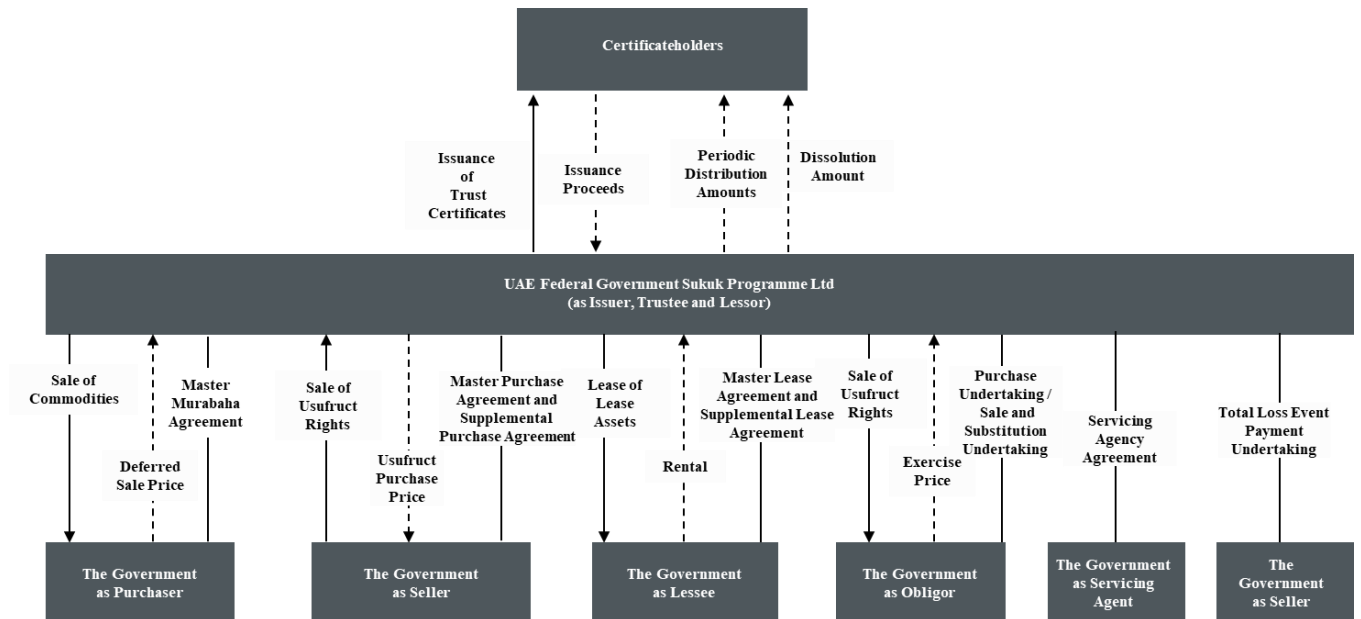 Certificateholders
Issuance
of
Trust
Certificates
Issuance
Proceeds
Periodic
Distribution
Amounts
Dissolution
Amount
UAE Federal Government Sukuk Programme Ltd
(as Issuer, Trustee and Lessor)
Sale of
Commodities
Deferred
Sale Price
Master
Murabaha
Agreement
Sale of
Usufruct
Rights
Usufruct
Purchase
Price
Master Purchase
Agreement and
Supplemental
Purchase Agreement
Lease of
Lease
Assets
Rental
Master Lease
Agreement and
Supplemental Lease
Agreement
Sale of
Usufruct
Rights
Exercise
Price
Purchase
Undertaking /
Sale and
Substitution
Undertaking
Servicing
Agency
Agreement
Total Loss Event
Payment
Undertaking
The Government
as Purchaser
The Government
as Seller
The Government
as Lessee
The Government
as Obligor
The Government
as Servicing
Agent
The
Government
as Seller